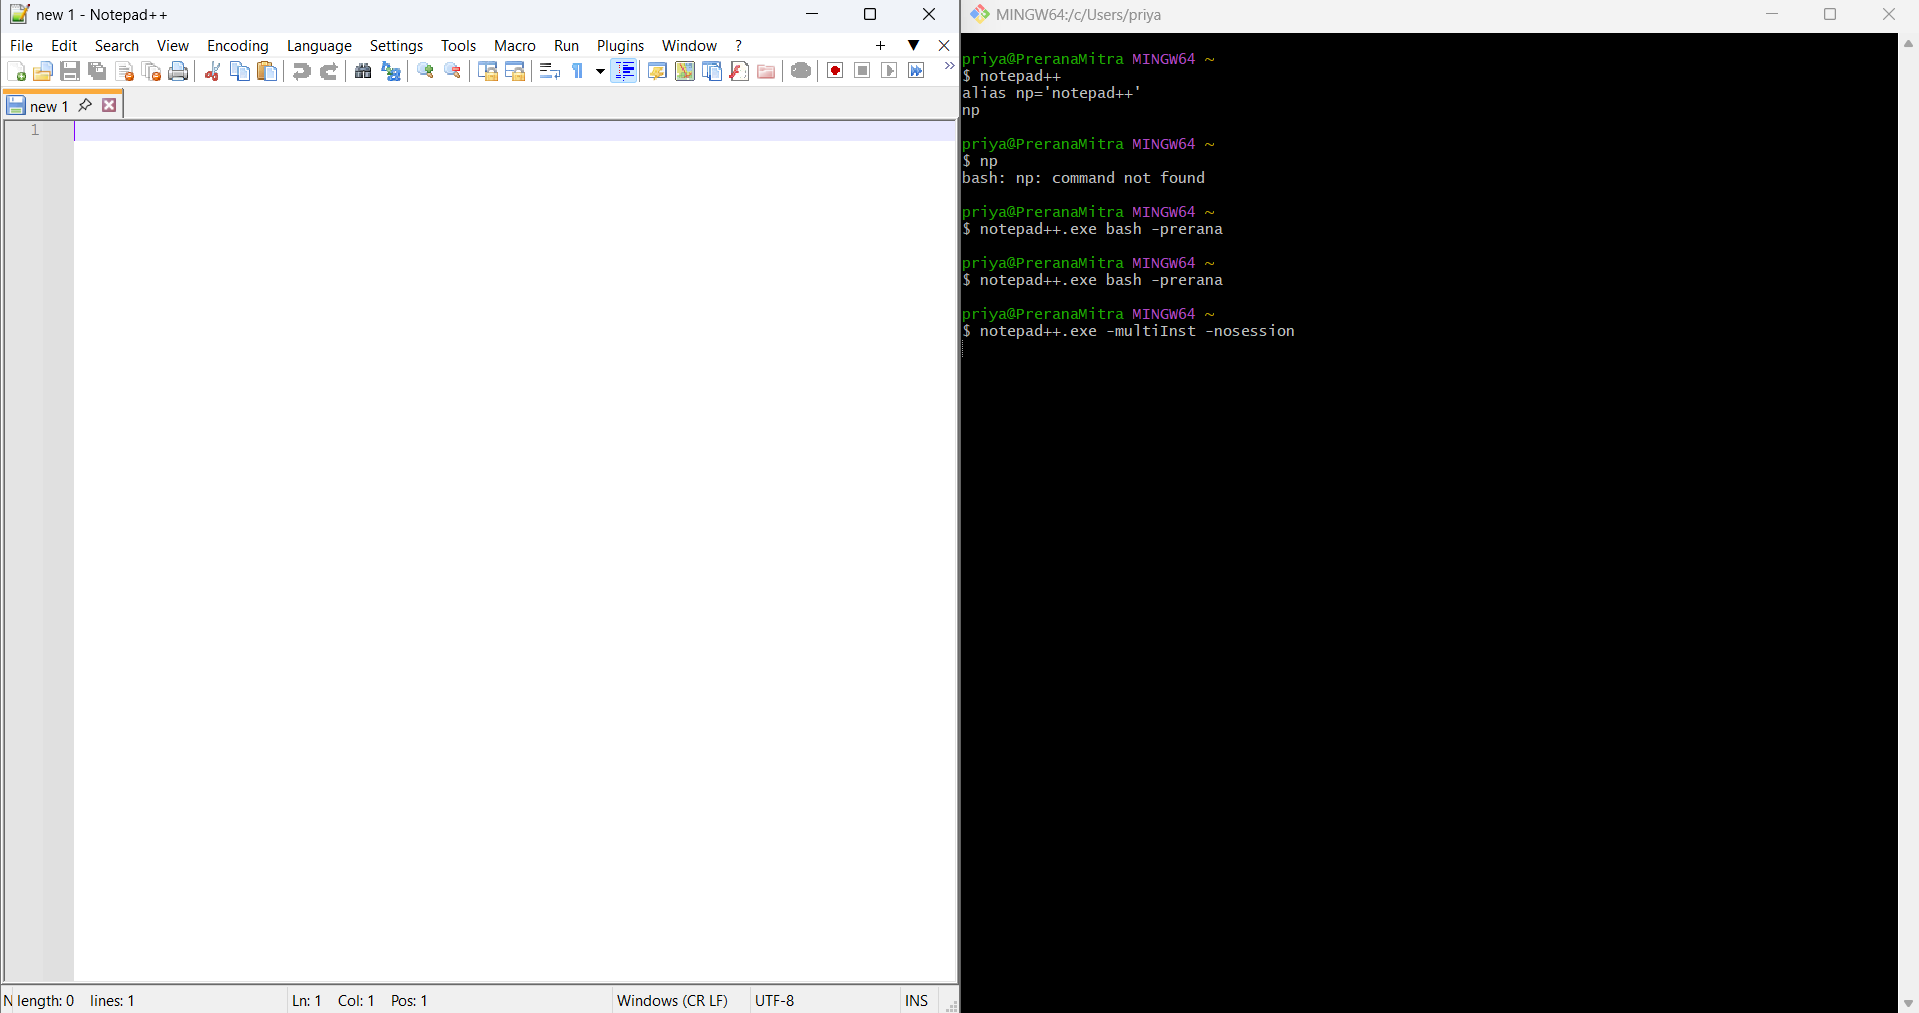 new 1 - Notepad++
File Edit Search View Encoding Language Settings Tools Macro Run Plugins Window ?
new 1
1
N length: 0 lines: 1 Ln: 1 Col: 1 Pos: 1 Windows (CR LF) UTF-8 INS
MINGW64:/c/Users/priya
priya@PreranaMitra MINGW64 ~
$ notepad++
alias np='notepad++'
np
priya@PreranaMitra MINGW64 ~
$ np
bash: np: command not found
priya@PreranaMitra MINGW64 ~
$ notepad++.exe bash -prerana
priya@PreranaMitra MINGW64 ~
$ notepad++.exe bash -prerana
priya@PreranaMitra MINGW64 ~
$ notepad++.exe -multiInst -nosession